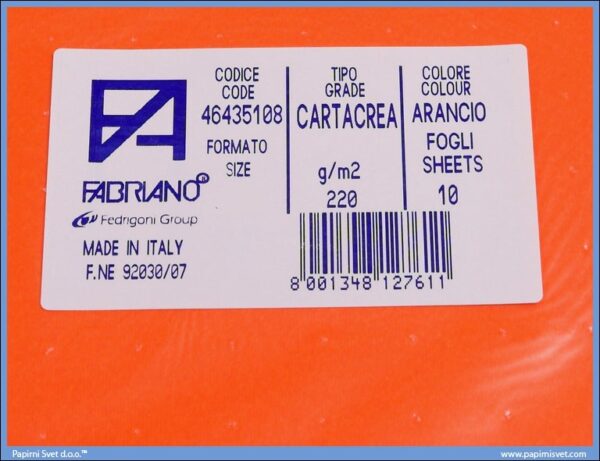 FA
FABRIANO®
Fedrigoni Group
MADE IN ITALY
F.NE 92030/07
CODICE
CODE
46435108
FORMATO
SIZE
TIPO
GRADE
CARTACREA
g/m2
220
COLORE
COLOUR
ARANCIO
FOGLI
SHEETS
10
8 001348 127611
Papirni Svet d.o.o.™
www.papirnisvet.com